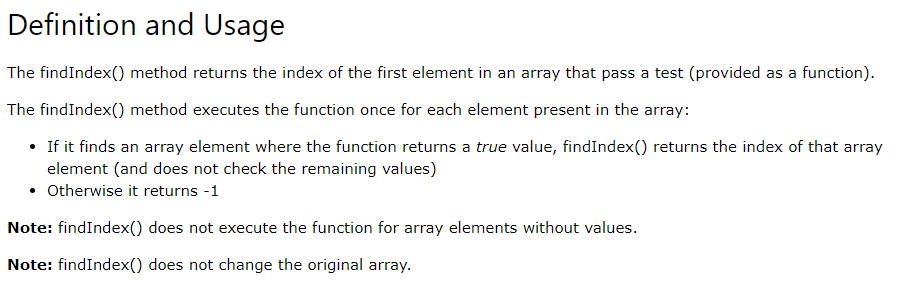 Definition and Usage
The findIndex() method returns the index of the first element in an array that pass a test (provided as a function).
The findIndex() method executes the function once for each element present in the array:
• If it finds an array element where the function returns a true value, findIndex() returns the index of that array
element (and does not check the remaining values)
• Otherwise it returns -1
Note: findIndex() does not execute the function for array elements without values.
Note: findIndex() does not change the original array.